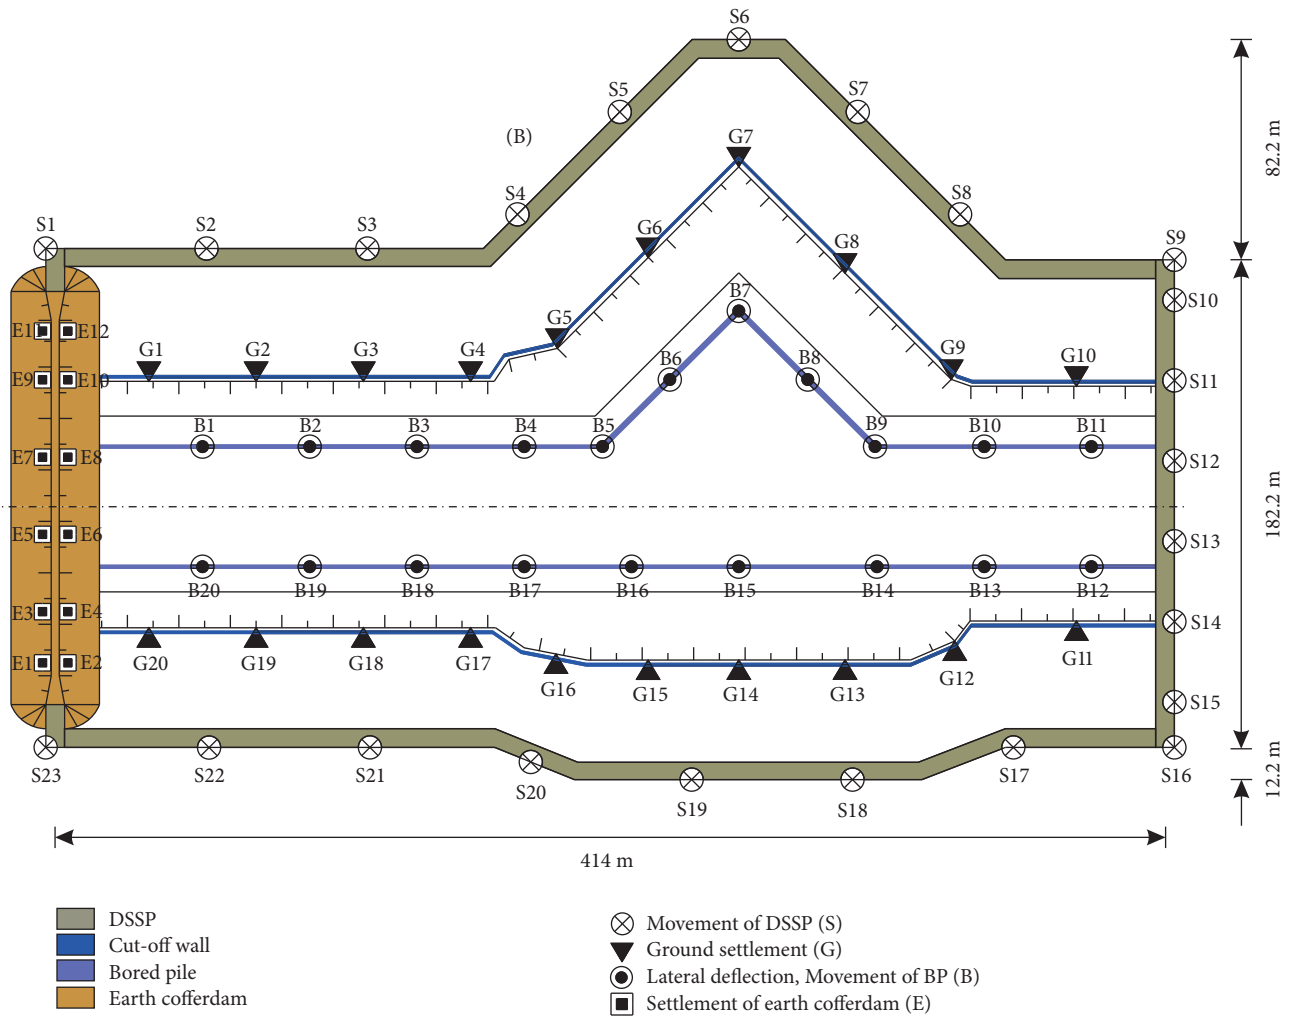 S6
S5
S7
(B)
G7
82.2 m
S4
S8
S1
S2
S3
G6
G8
S9
B7
S10
G5
E11
E12
G1
G2
G3
G4
B6
B8
G9
G10
E9
E10
S11
B1
B2
B3
B4
B5
B9
B10
B11
E7
E8
S12
182.2 m
E5
E6
S13
B20
B19
B18
B17
B16
B15
B14
B13
B12
E3
E4
S14
G20
G19
G18
G17
G16
G15
G14
G13
G12
G11
E1
E2
S15
S23
S22
S21
S20
S19
S18
S17
S16
12.2 m
414 m
DSSP
Cut-off wall
Bored pile
Earth cofferdam
Movement of DSSP (S)
Ground settlement (G)
Lateral deflection, Movement of BP (B)
Settlement of earth cofferdam (E)